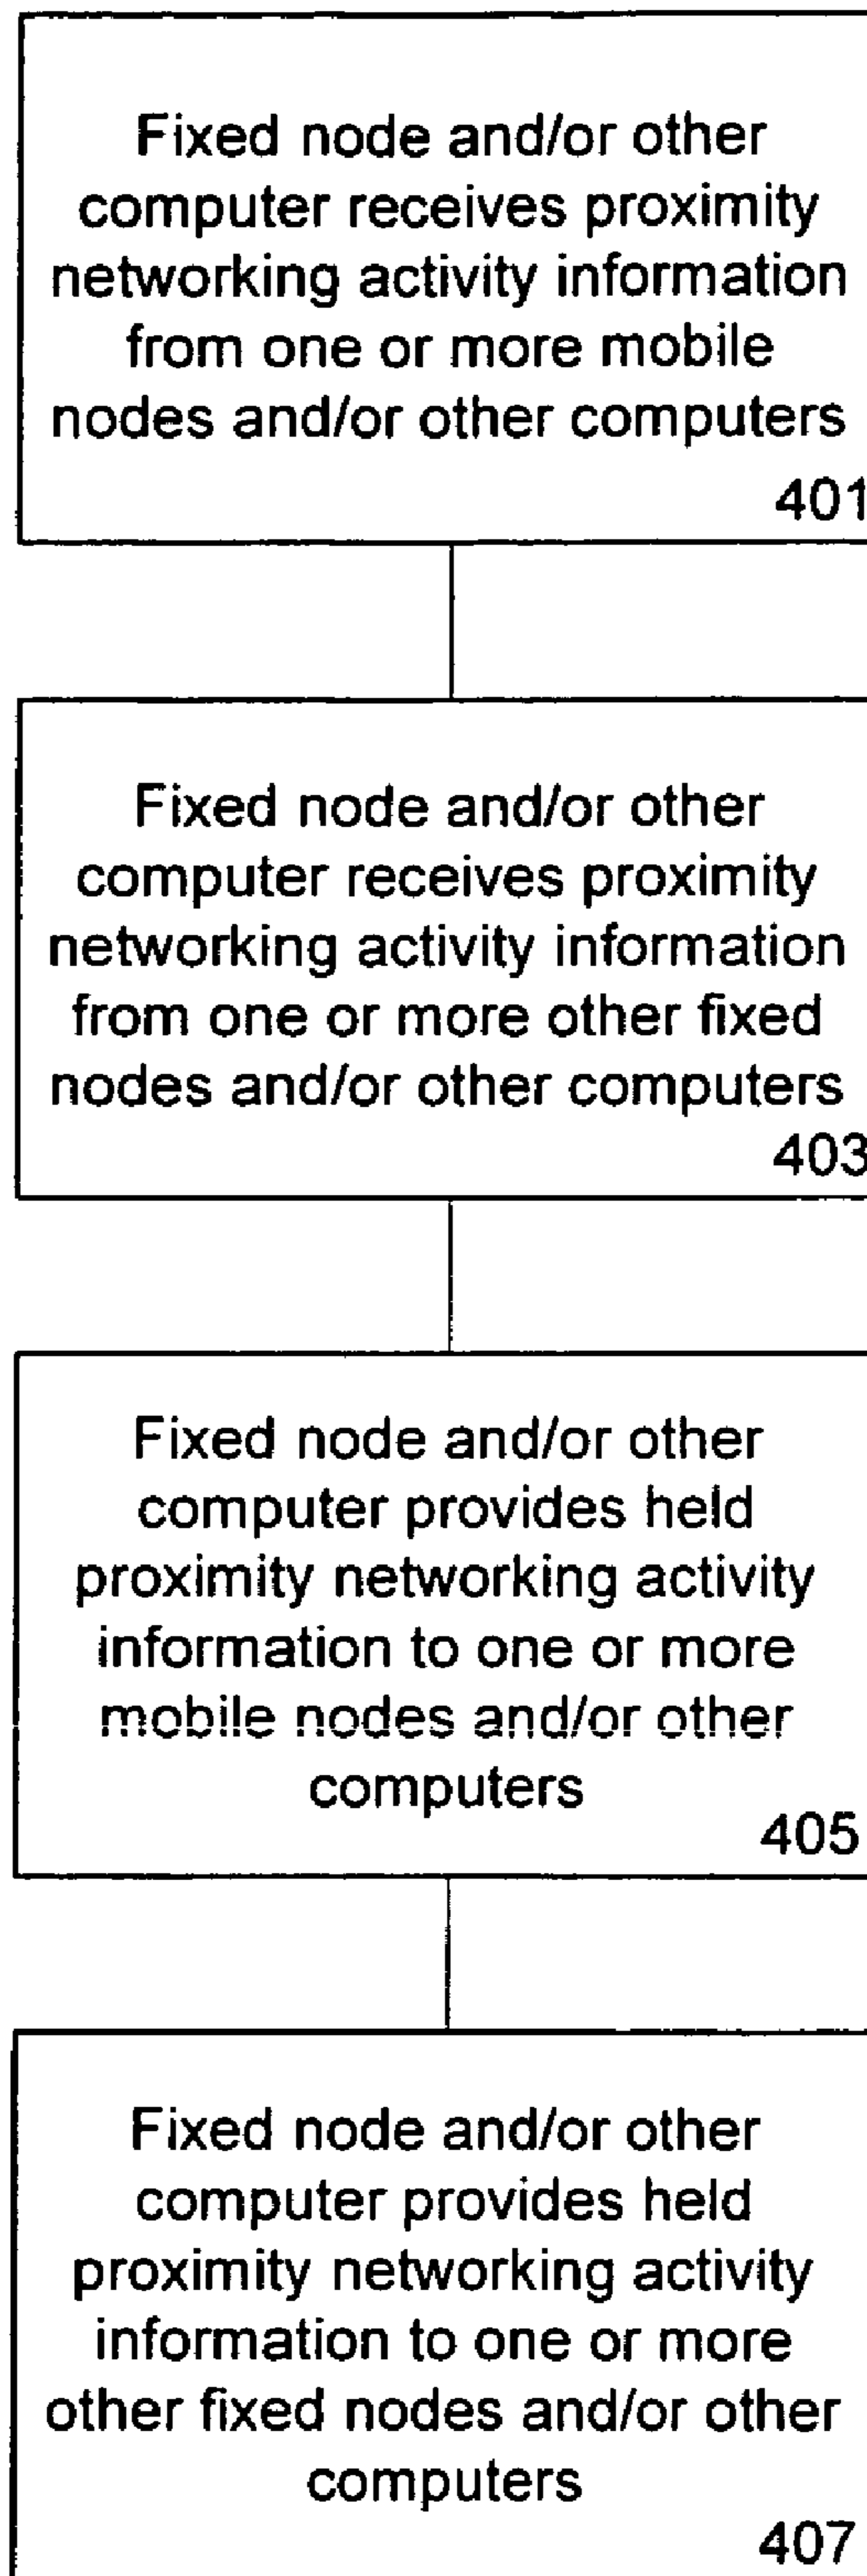 Fixed node and/or other
computer receives proximity
networking activity information
from one or more mobile
nodes and/or other computers
401
Fixed node and/or other
computer receives proximity
networking activity information
from one or more other fixed
nodes and/or other computers
403
Fixed node and/or other
computer provides held
proximity networking activity
information to one or more
mobile nodes and/or other
computers
405
Fixed node and/or other
computer provides held
proximity networking activity
information to one or more
other fixed nodes and/or other
computers
407